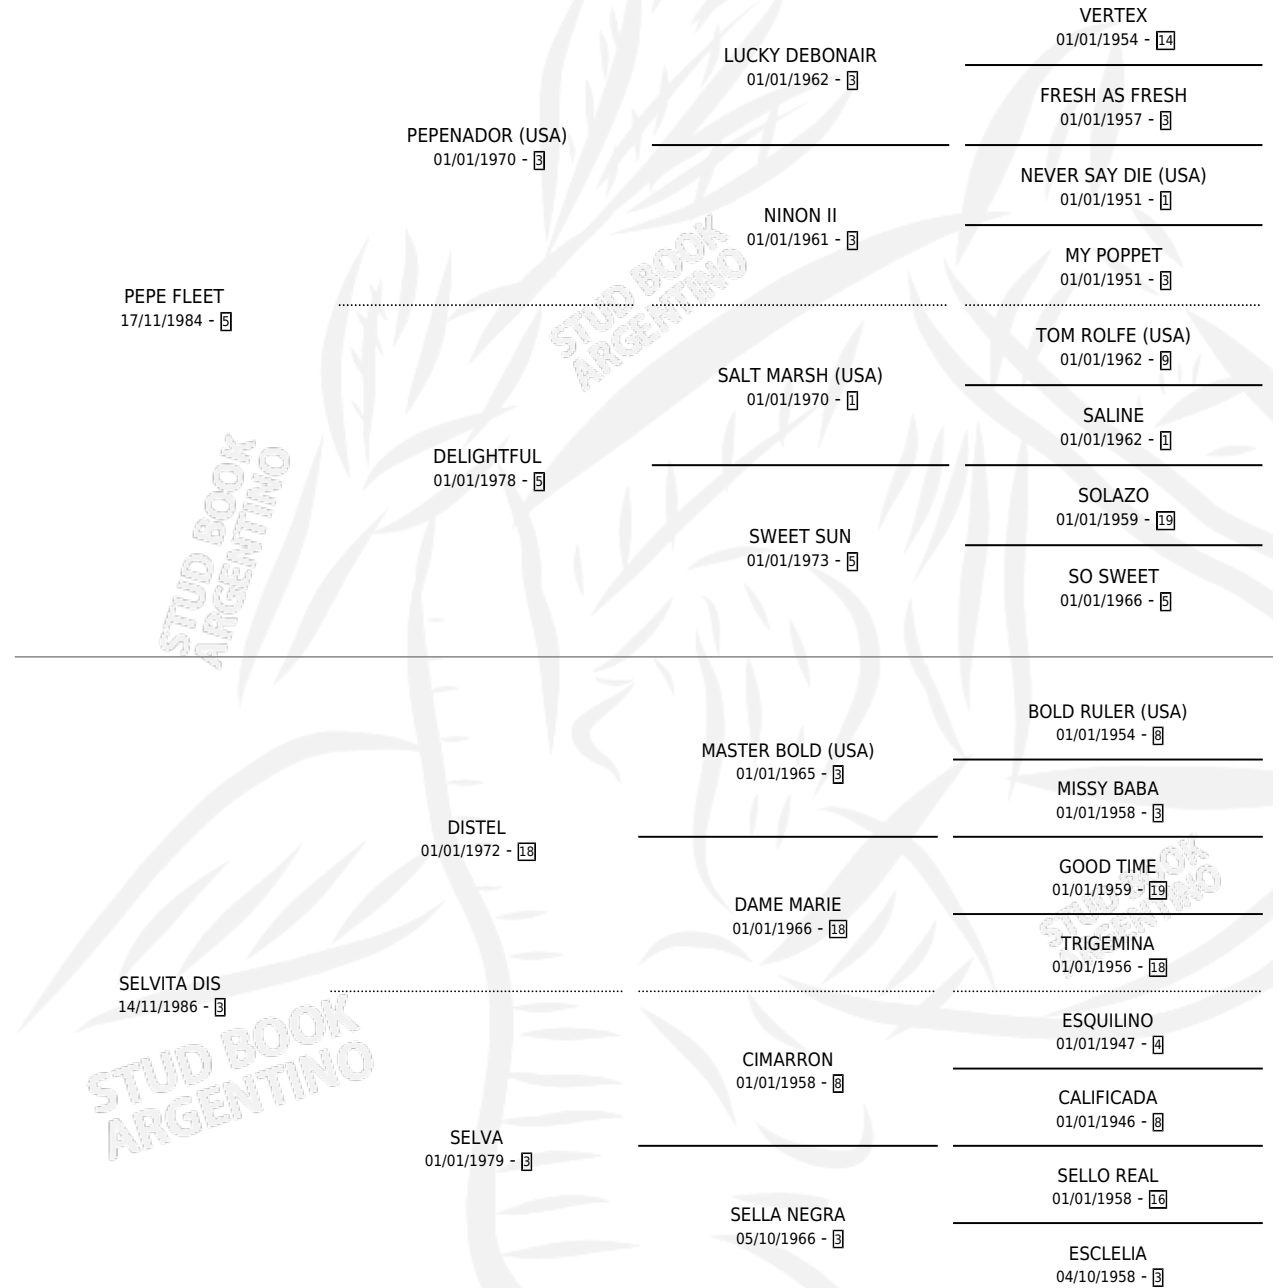 VERTEX
01/01/1954 - 14
LUCKY DEBONAIR
01/01/1962 - 3
FRESH AS FRESH
01/01/1957 - 3
PEPENADOR (USA)
01/01/1970 - 3
NEVER SAY DIE (USA)
01/01/1951 - 1
NINON II
01/01/1961 - 3
MY POPPET
01/01/1951 - 3
PEPE FLEET
17/11/1984 - 5
STUD BOOK
ARGENTINO
TOM ROLFE (USA)
01/01/1962 - 9
SALT MARSH (USA)
01/01/1970 - 1
SALINE
01/01/1962 - 1
DELIGHTFUL
01/01/1978 - 5
SOLAZO
01/01/1959 - 19
SWEET SUN
01/01/1973 - 5
SO SWEET
01/01/1966 - 5
STUD BOOK
ARGENTINO
BOLD RULER (USA)
01/01/1954 - 8
MASTER BOLD (USA)
01/01/1965 - 3
MISSY BABA
01/01/1958 - 3
DISTEL
01/01/1972 - 18
GOOD TIME
01/01/1959 - 19
DAME MARIE
01/01/1966 - 18
STUD BOOK
ARGENTINO
TRIGEMINA
01/01/1956 - 18
SELVITA DIS
14/11/1986 - 3
ESQUILINO
01/01/1947 - 4
CIMARRON
01/01/1958 - 8
STUD BOOK
ARGENTINO
CALIFICADA
01/01/1946 - 8
SELVA
01/01/1979 - 3
SELLO REAL
01/01/1958 - 16
SELLA NEGRA
05/10/1966 - 3
ESCLELIA
04/10/1958 - 3